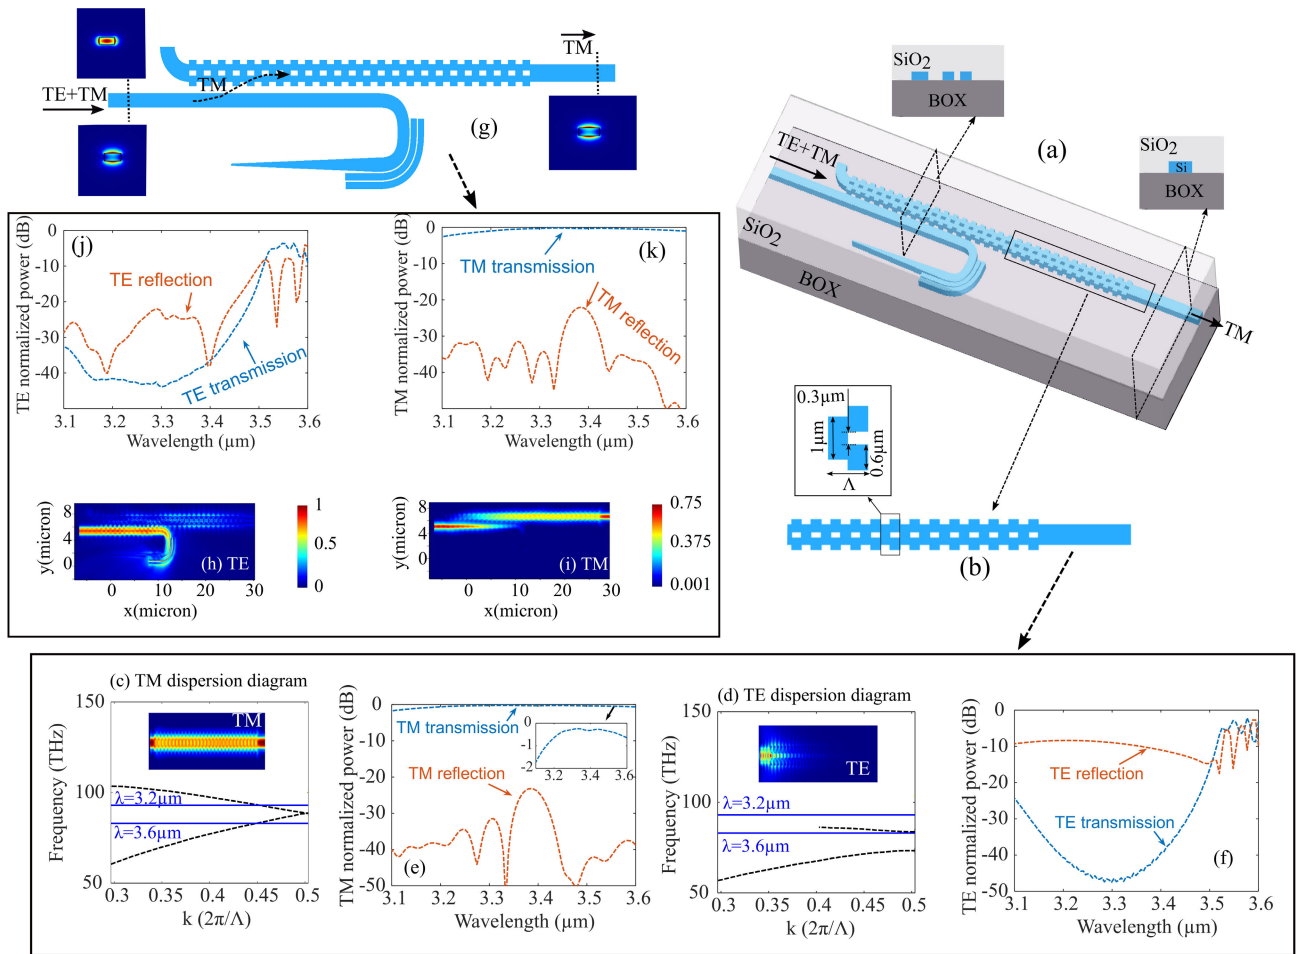 TM
TE+TM
TM
(g)
SiO2
BOX
(a)
SiO2
Si
BOX
TE+TM
SiO2
BOX
TM
(j)
TE normalized power (dB)
0
-10
-20
-30
-40
TE reflection
TE transmission
3.1
3.2
3.3
3.4
3.5
3.6
Wavelength (µm)
(k)
TM normalized power (dB)
0
-10
-20
-30
-40
TM transmission
TM reflection
3.1
3.2
3.3
3.4
3.5
3.6
Wavelength (µm)
y(micron)
8
4
0
(h) TE
0
10
20
30
x(micron)
1
0.5
0
y(micron)
8
4
0
(i) TM
0
10
20
30
x(micron)
0.75
0.375
0.001
0.3µm
1µm
0.6µm
Λ
(b)
(c) TM dispersion diagram
Frequency (THz)
150
100
50
TM
λ=3.2µm
λ=3.6µm
0.3
0.35
0.4
0.45
0.5
k (2π/Λ)
TM normalized power (dB)
0
-10
-20
-30
-40
-50
TM transmission
TM reflection
0
-1
-2
3.2
3.4
3.6
(e)
3.1
3.2
3.3
3.4
3.5
3.6
Wavelength (µm)
(d) TE dispersion diagram
Frequency (THz)
150
100
50
TE
λ=3.2µm
λ=3.6µm
0.3
0.35
0.4
0.45
0.5
k (2π/Λ)
TE normalized power (dB)
0
-10
-20
-30
-40
-50
TE reflection
TE transmission
(f)
3.1
3.2
3.3
3.4
3.5
3.6
Wavelength (µm)